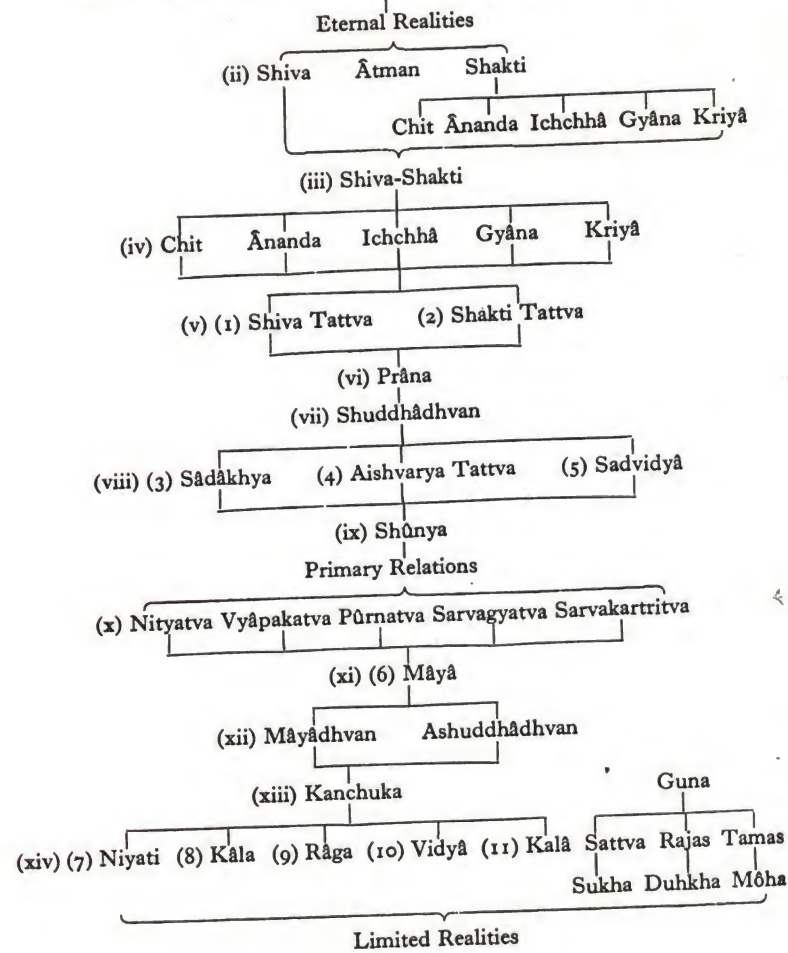 Eternal Realities
(ii) Shiva Âtman Shakti
Chit Ânanda Ichchhâ Gyâna Kriyâ
(iii) Shiva-Shakti
(iv) Chit Ânanda Ichchhâ Gyâna Kriyâ
(v) (1) Shiva Tattva (2) Shakti Tattva
(vi) Prâna
(vii) Shuddhâdhvan
(viii) (3) Sâdâkhya (4) Aishvarya Tattva (5) Sadvidyâ
(ix) Shûnya
Primary Relations
(x) Nityatva Vyâpakatva Pûrnatva Sarvagyatva Sarvakartritva
(xi) (6) Mâyâ
(xii) Mâyâdhvan Ashuddhâdhvan
(xiii) Kanchuka
Guna
(xiv) (7) Niyati (8) Kâla (9) Râga (10) Vidyâ (11) Kalâ Sattva Rajas Tamas
Sukha Duhkha Môha
Limited Realities